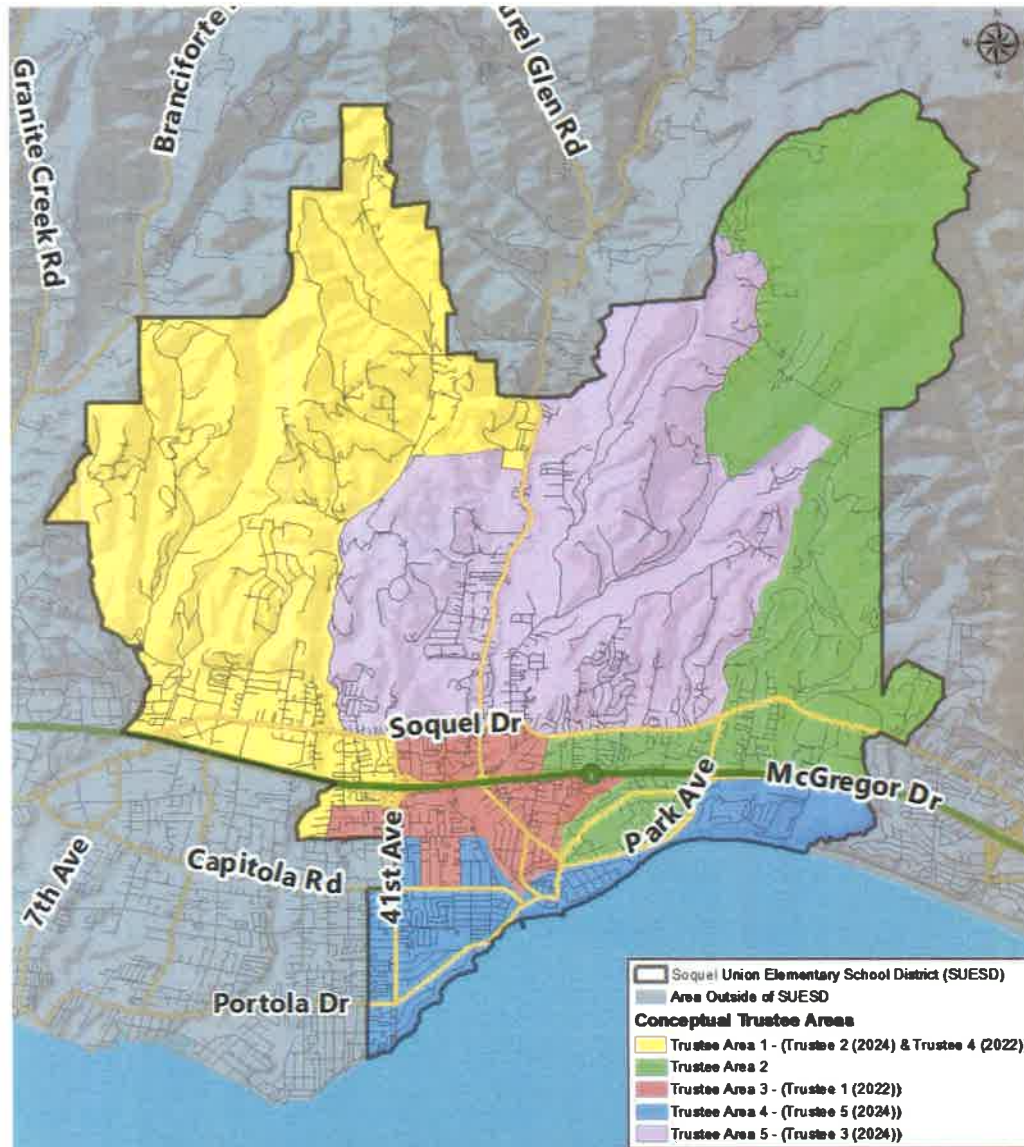 Granite Creek Rd
Branciforte
urel Glen Rd
Soquel Dr
McGregor Dr
Park Ave
41st Ave
Capitola Rd
7th Ave
Portola Dr
Soquel Union Elementary School District (SUESD)
Area Outside of SUESD
Conceptual Trustee Areas
Trustee Area 1 - (Trustee 2 (2024) & Trustee 4 (2022)
Trustee Area 2
Trustee Area 3 - (Trustee 1 (2022))
Trustee Area 4 - (Trustee 5 (2024))
Trustee Area 5 - (Trustee 3 (2024))